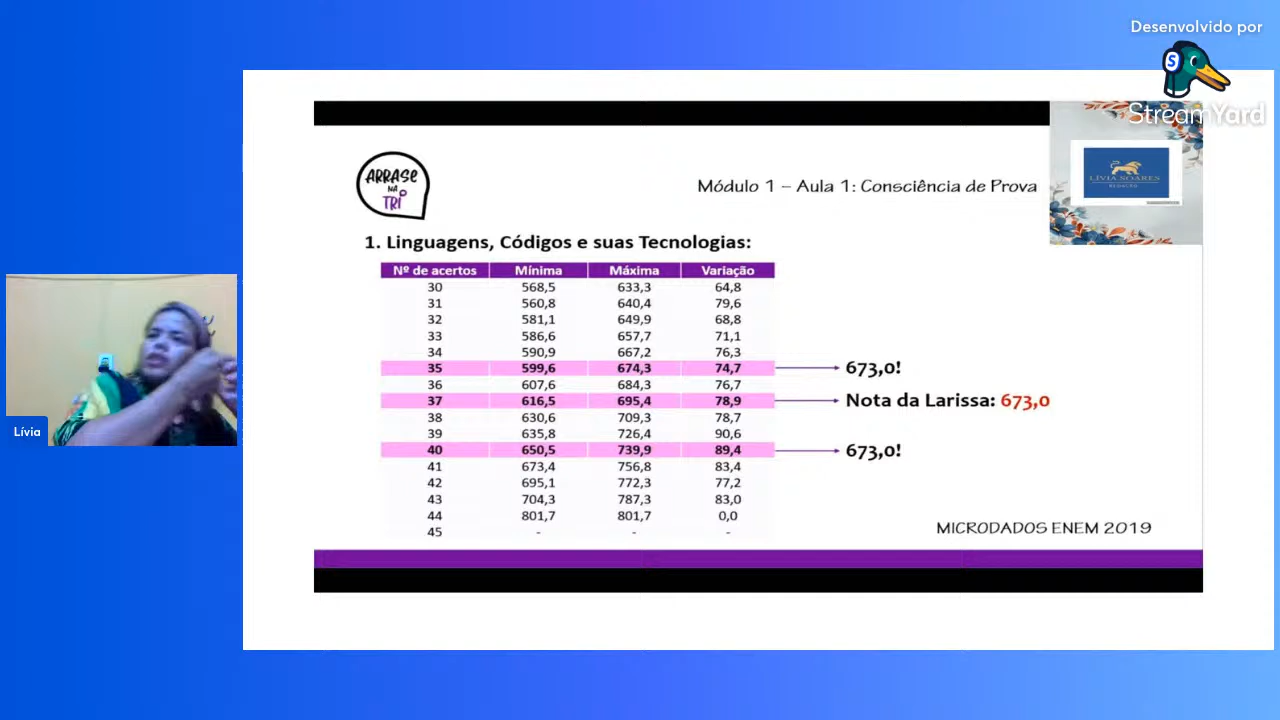 Desenvolvido por
StreamYard
ARRASE
NA
TRI
Módulo 1 – Aula 1: Consciência de Prova
LÍVIA SOARES
REDAÇÃO
1. Linguagens, Códigos e suas Tecnologias:
Nº de acertos Mínima Máxima Variação
30 568,5 633,3 64,8
31 560,8 640,4 79,6
32 581,1 649,9 68,8
33 586,6 657,7 71,1
34 590,9 667,2 76,3
35 599,6 674,3 74,7 673,0!
36 607,6 684,3 76,7
37 616,5 695,4 78,9 Nota da Larissa: 673,0
38 630,6 709,3 78,7
39 635,8 726,4 90,6
40 650,5 739,9 89,4 673,0!
41 673,4 756,8 83,4
42 695,1 772,3 77,2
43 704,3 787,3 83,0
44 801,7 801,7 0,0
45 - - -
MICRODADOS ENEM 2019
Lívia